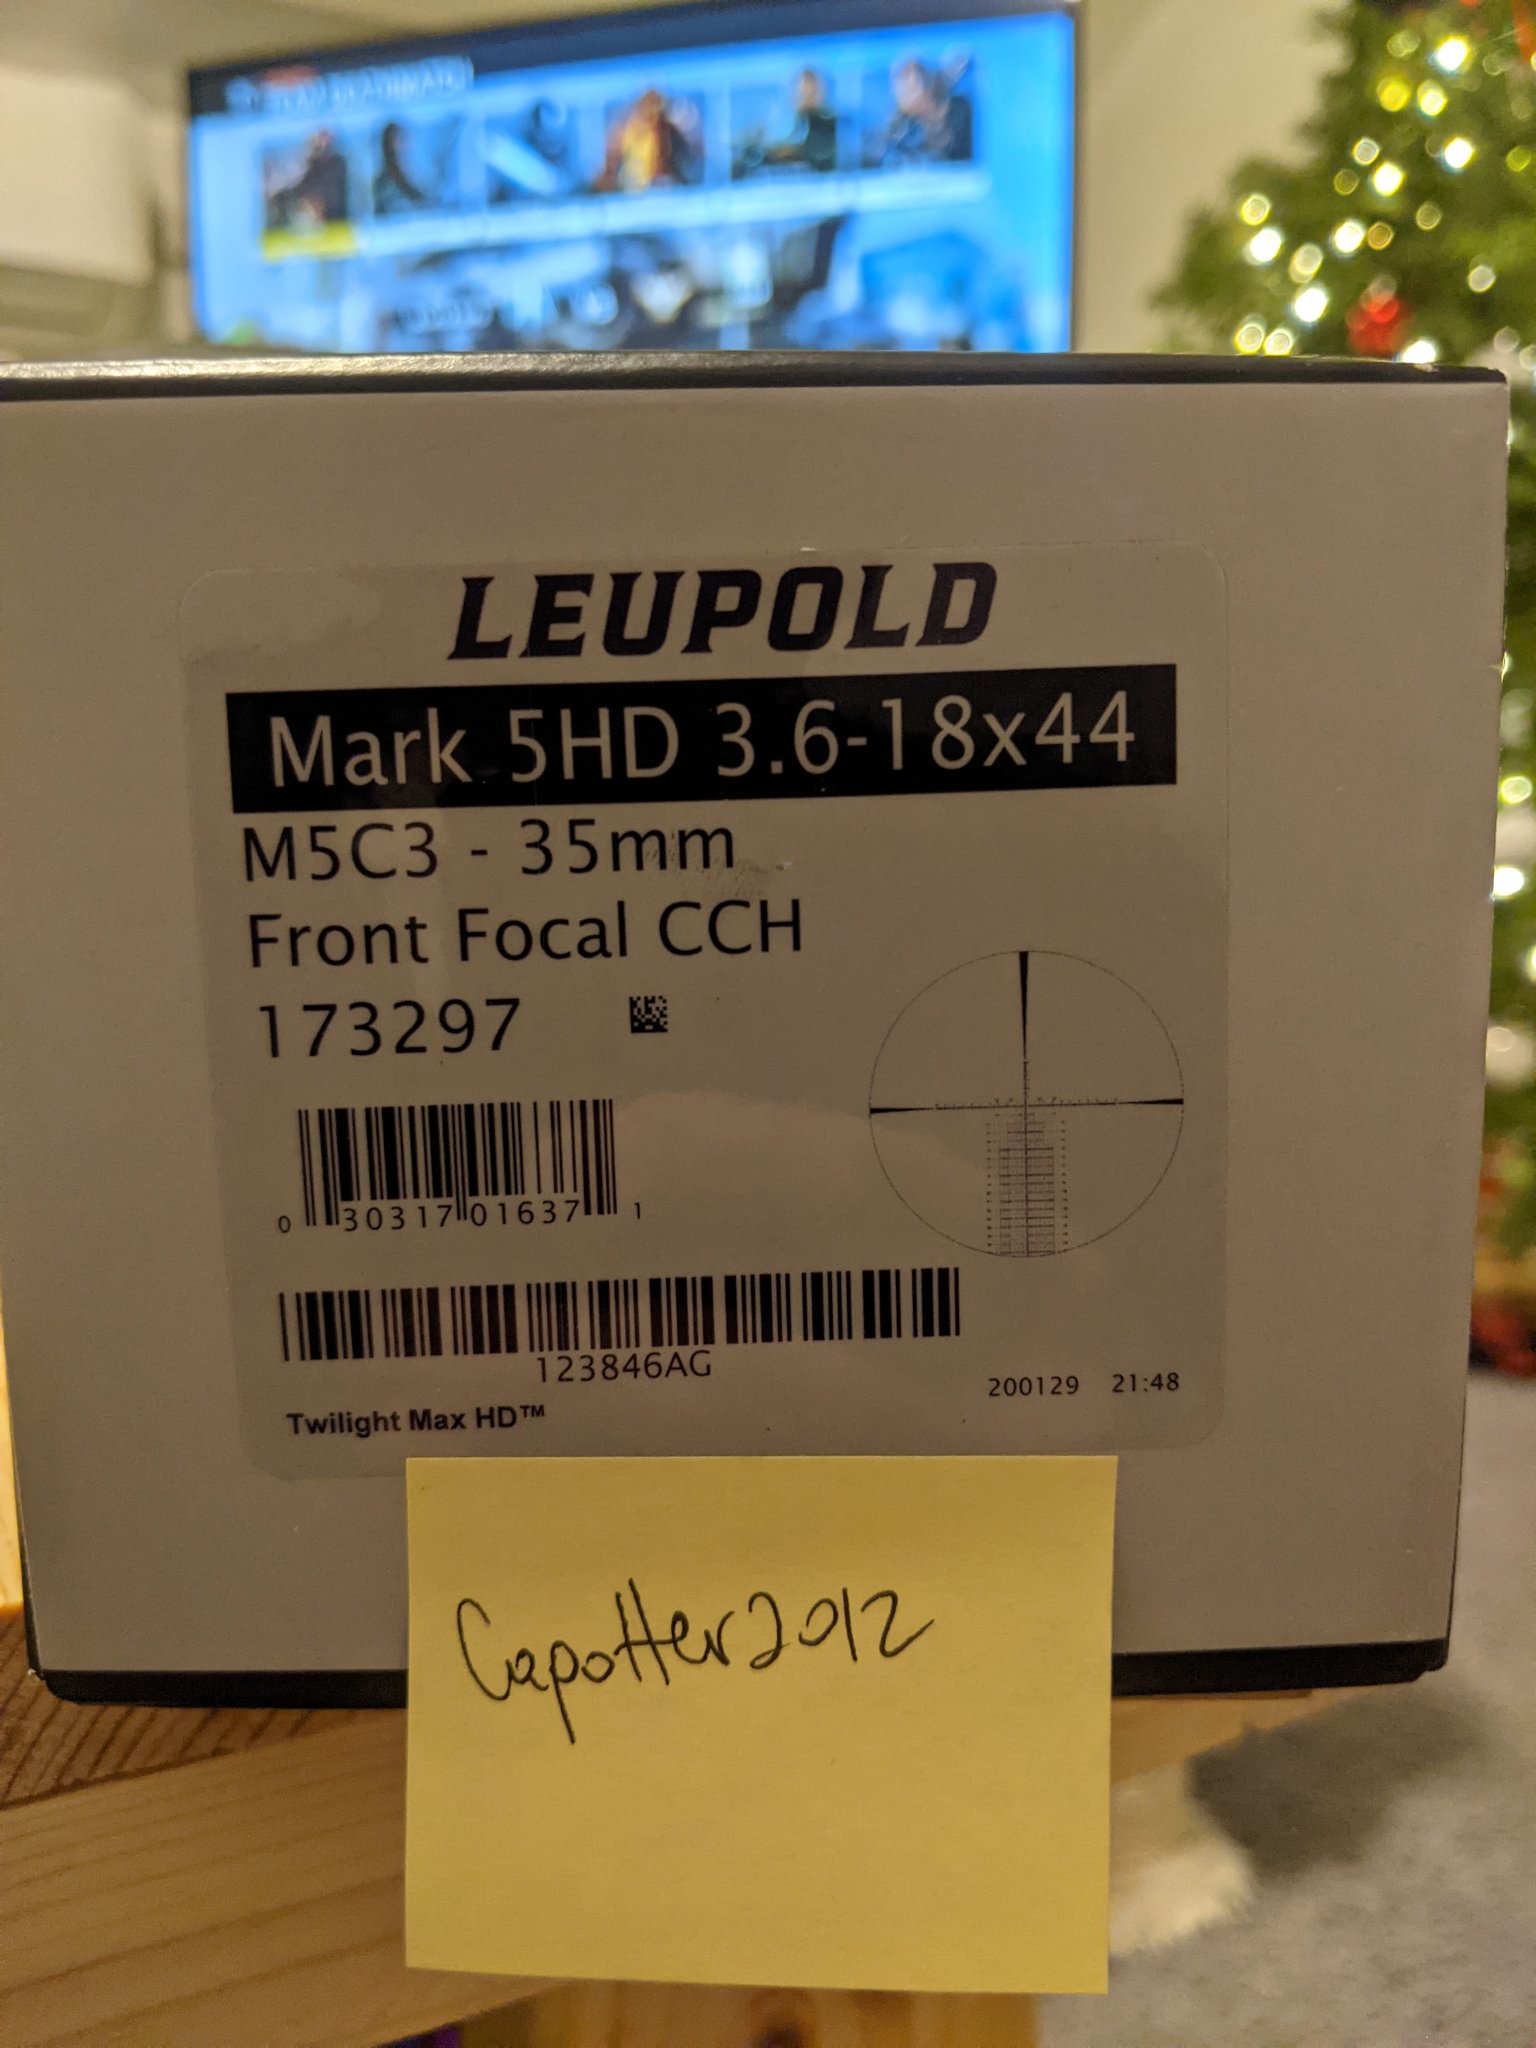 LEUPOLD
Mark 5HD 3.6-18x44
M5C3 - 35mm
Front Focal CCH
173297
0 30317 01637 1
123846AG
200129 21:48
Twilight Max HD™
Capotter2012